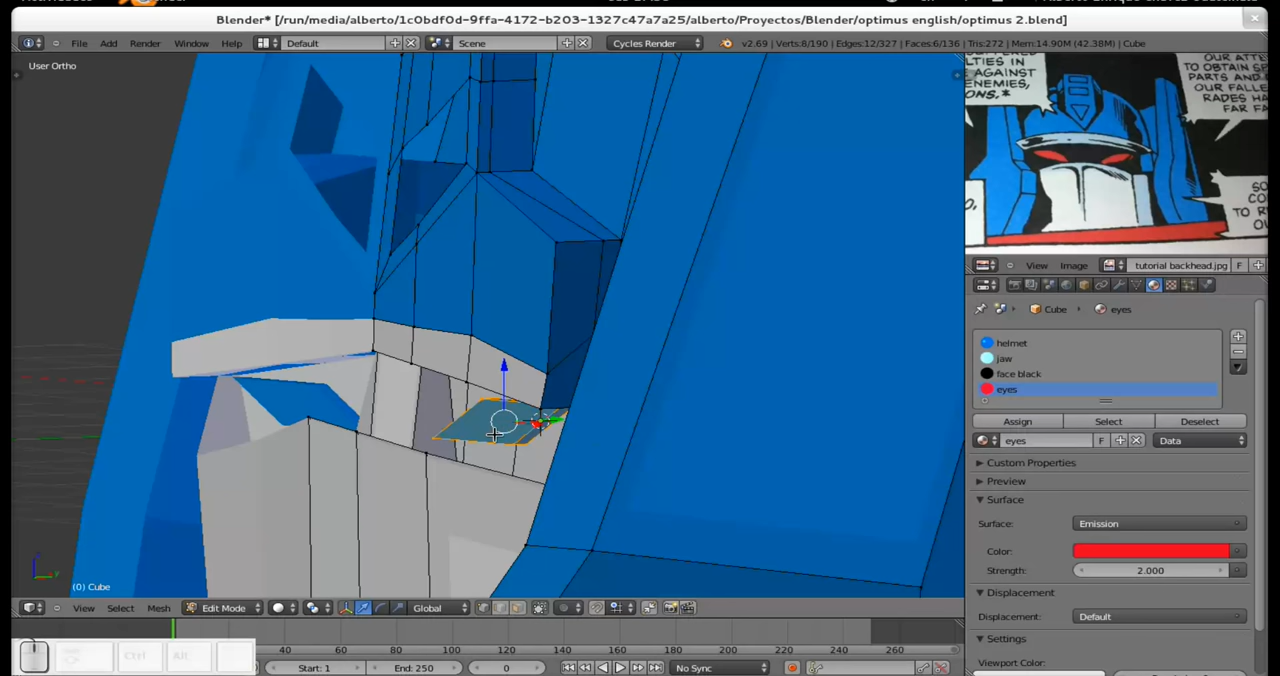 Blender* [/run/media/alberto/1c0bdf0d-9ffa-4172-b203-1327c47a7a25/alberto/Proyectos/Blender/optimus english/optimus 2.blend]
File Add Render Window Help Default Scene Cycles Render v2.69 | Verts:8/190 | Edges:12/327 | Faces:6/136 | Tris:272 | Mem:14.90M (42.38M) | Cube
User Ortho
LTIES IN
AGAINST
ENEMIES,
ONS,*
OUR ATTE
TO OBTAIN SP
PARTS AND
OUR FALLE
RADES HA
FAR FA
SO
CO
TO R
View Image tutorial backhead.jpg F
Cube eyes
helmet
jaw
face black
eyes
Assign Select Deselect
eyes F Data
Custom Properties
Preview
Surface
Surface: Emission
Color:
Strength: 2.000
Displacement
Displacement: Default
Settings
Viewport Color:
(0) Cube
View Select Mesh Edit Mode Global
Ctrl Alt
40 60 80 100 120 140 160 180 200 220 240 260
Start: 1 End: 250 0 No Sync